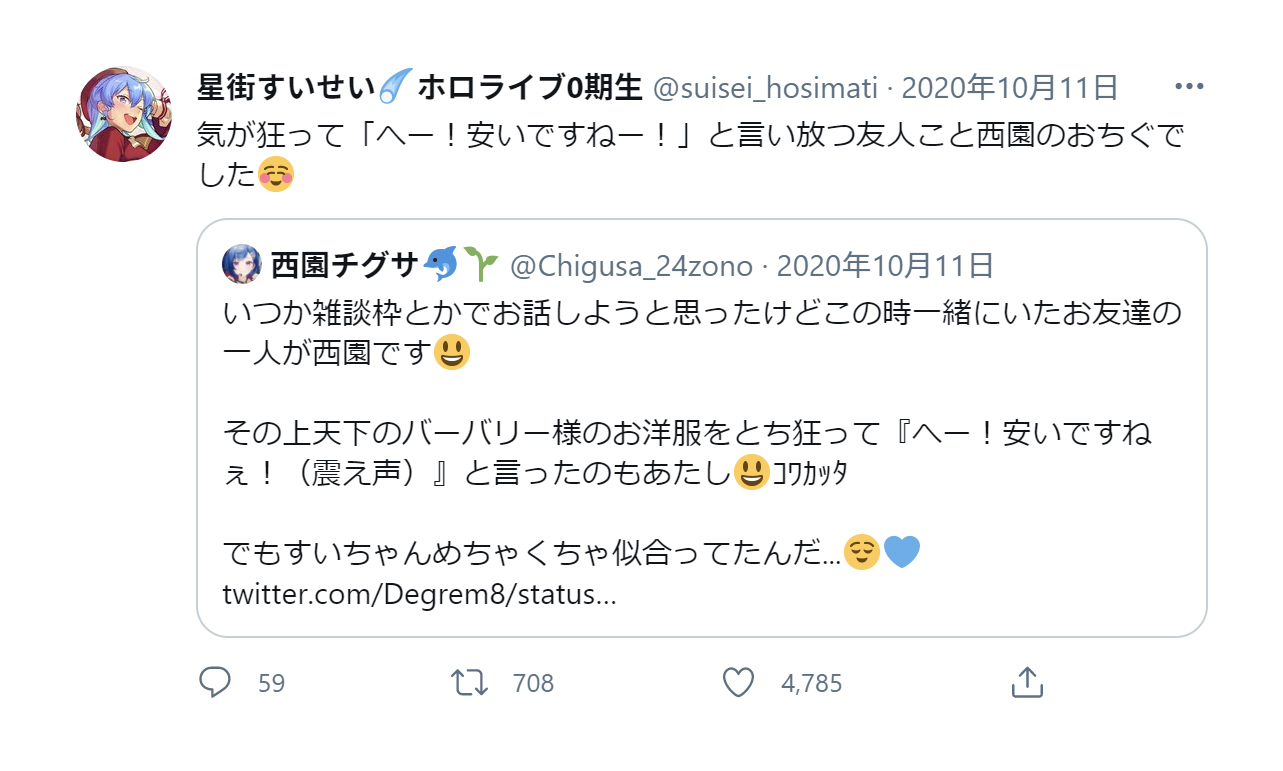 星街すいせい☄️ホロライブ0期生 @suisei_hosimati · 2020年10月11日
気が狂って「へー！安いですねー！」と言い放つ友人こと西園のおちぐで
した☺️
西園チグサ🐬🌱 @Chigusa_24zono · 2020年10月11日
いつか雑談枠とかでお話しようと思ったけどこの時一緒にいたお友達の
一人が西園です😃
その上天下のバーバリー様のお洋服をとち狂って『へー！安いですね
ぇ！（震え声）』と言ったのもあたし😃ｺﾜｶｯﾀ
でもすいちゃんめちゃくちゃ似合ってたんだ...😌💙
twitter.com/Degrem8/status…
59 708 4,785